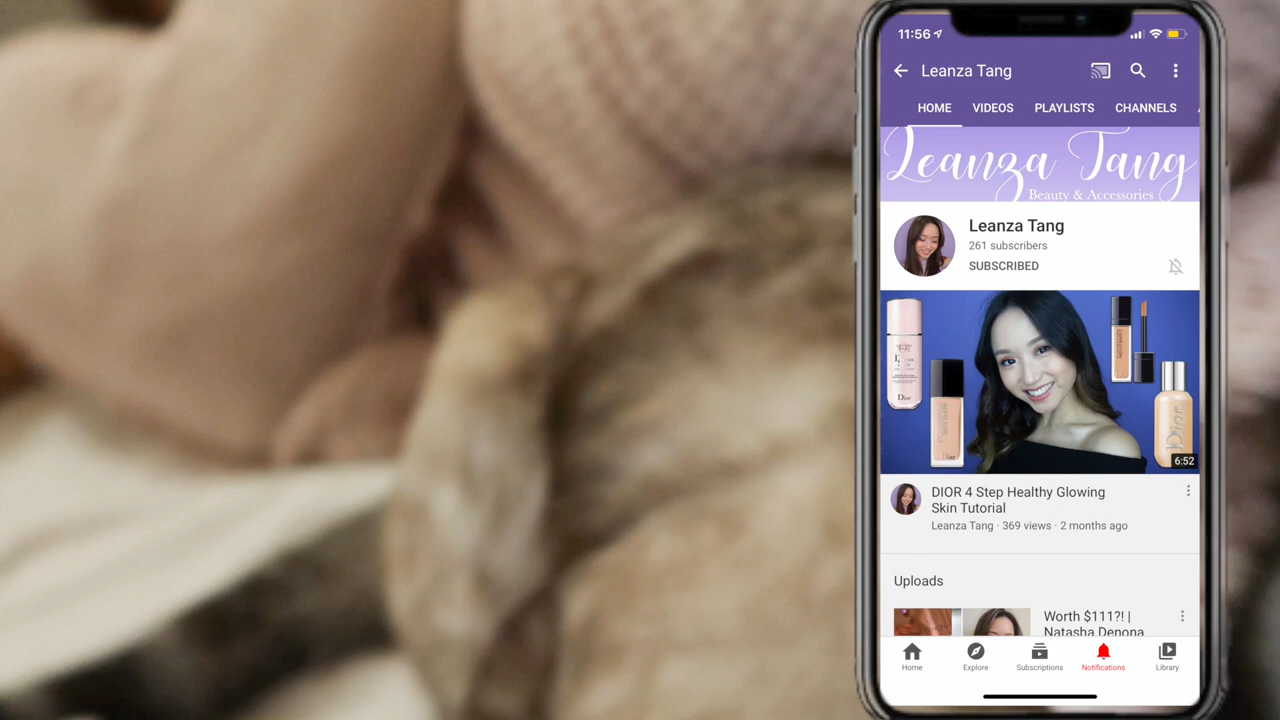 11:56
Leanza Tang
HOME VIDEOS PLAYLISTS CHANNELS
Leanza Tang
Beauty & Accessories
Leanza Tang
261 subscribers
SUBSCRIBED
Dior
Dior
Dior
6:52
DIOR 4 Step Healthy Glowing
Skin Tutorial
Leanza Tang · 369 views · 2 months ago
Uploads
Worth $111?! |
Natasha Denona
Home Explore Subscriptions Notifications Library